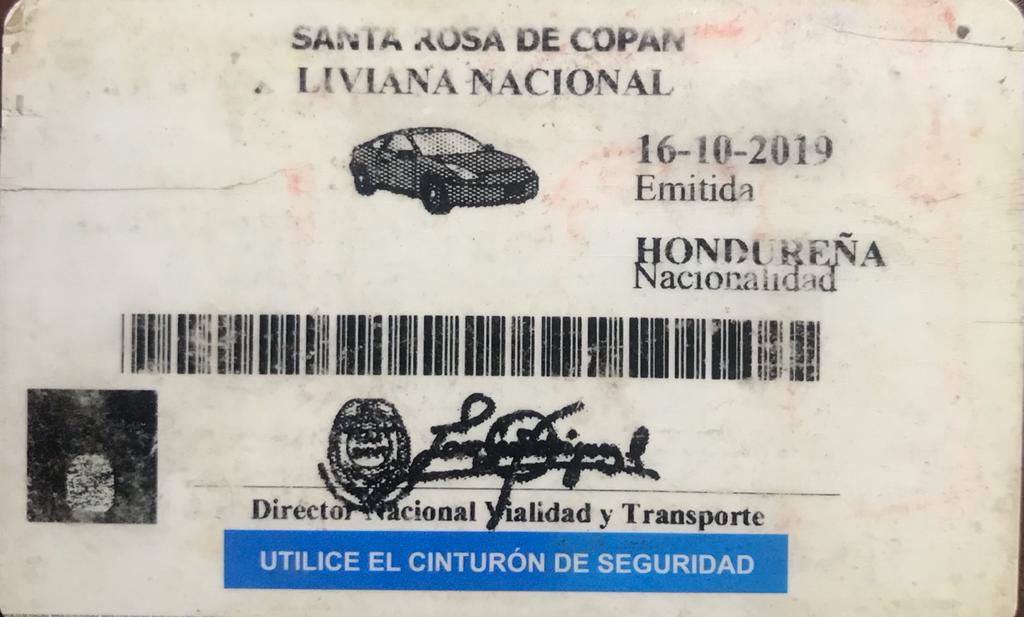 SANTA ROSA DE COPAN
LIVIANA NACIONAL
16-10-2019
Emitida
HONDUREÑA
Nacionalidad
Director Nacional Vialidad y Transporte
UTILICE EL CINTURÓN DE SEGURIDAD